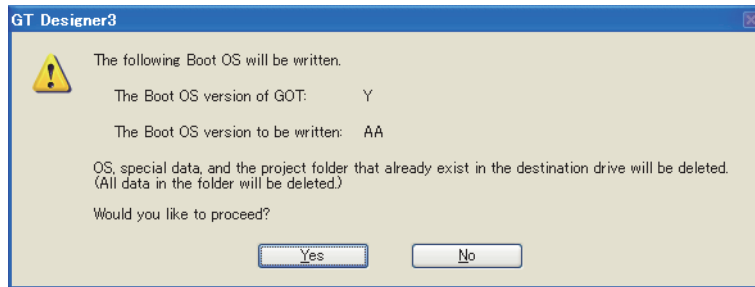 GT Designer3
The following Boot OS will be written.
The Boot OS version of GOT: Y
The Boot OS version to be written: AA
OS, special data, and the project folder that already exist in the destination drive will be deleted.
(All data in the folder will be deleted.)
Would you like to proceed?
Yes No